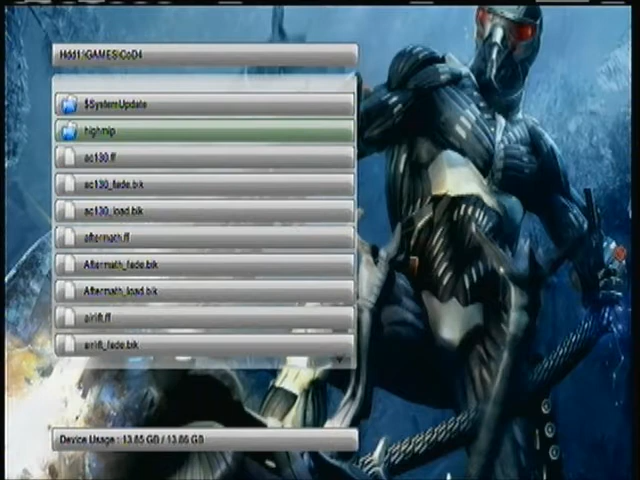 Hdd1:\GAMES\CoD4
$SystemUpdate
highmip
ac130.ff
ac130_fade.bik
ac130_load.bik
aftermath.ff
Aftermath_fade.bik
Aftermath_load.bik
airlift.ff
airlift_fade.bik
Device Usage : 13.85 GB / 13.86 GB